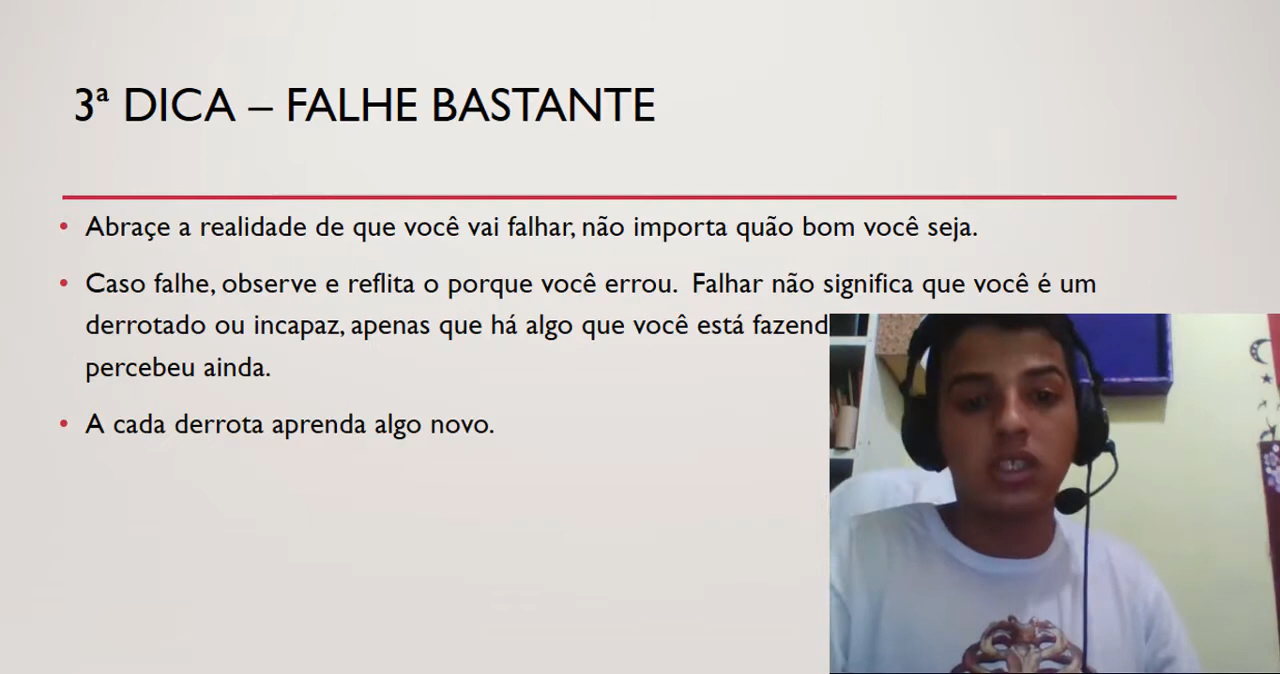 3ª DICA – FALHE BASTANTE
Abraçe a realidade de que você vai falhar, não importa quão bom você seja.
Caso falhe, observe e reflita o porque você errou. Falhar não significa que você é um
derrotado ou incapaz, apenas que há algo que você está
percebeu ainda.
A cada derrota aprenda algo novo.